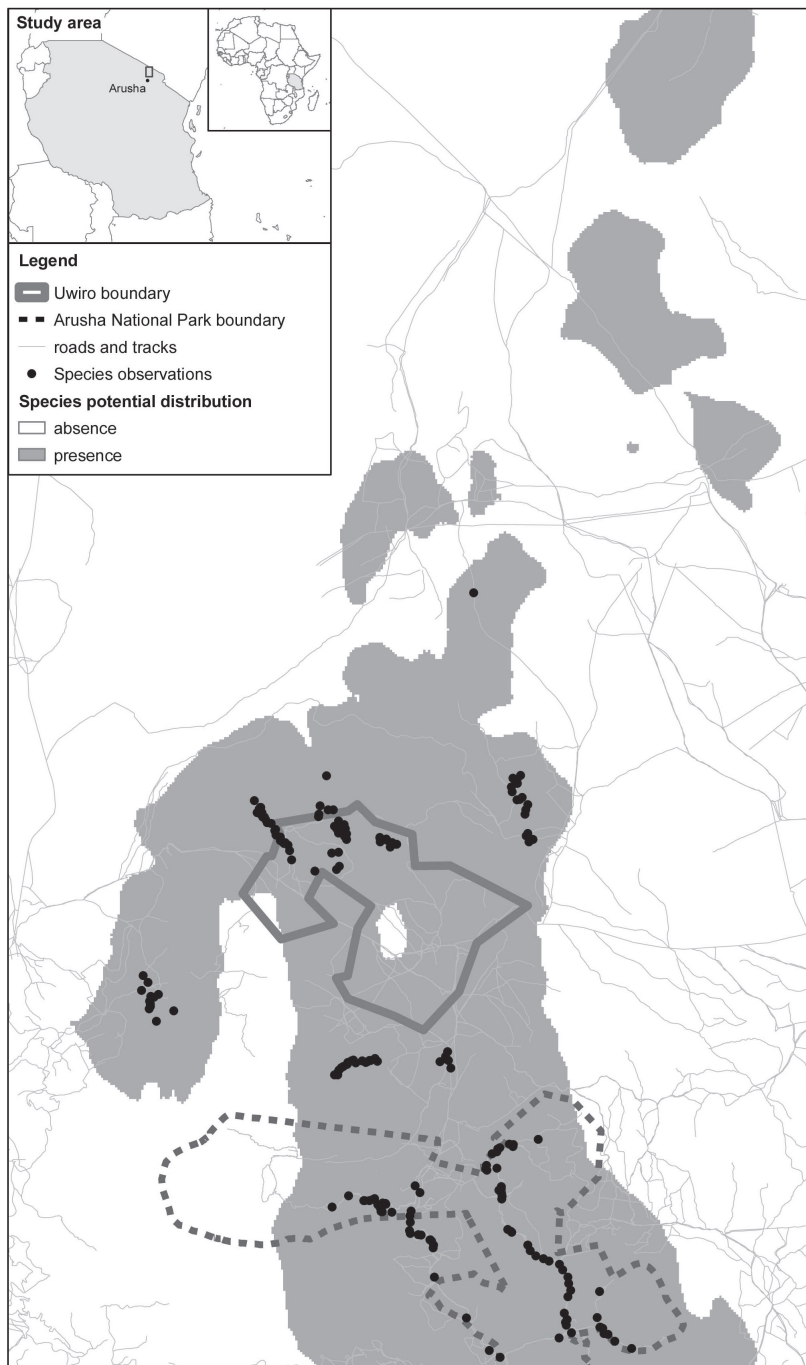 Study area
Arusha
Legend
Uwiro boundary
Arusha National Park boundary
roads and tracks
Species observations
Species potential distribution
absence
presence